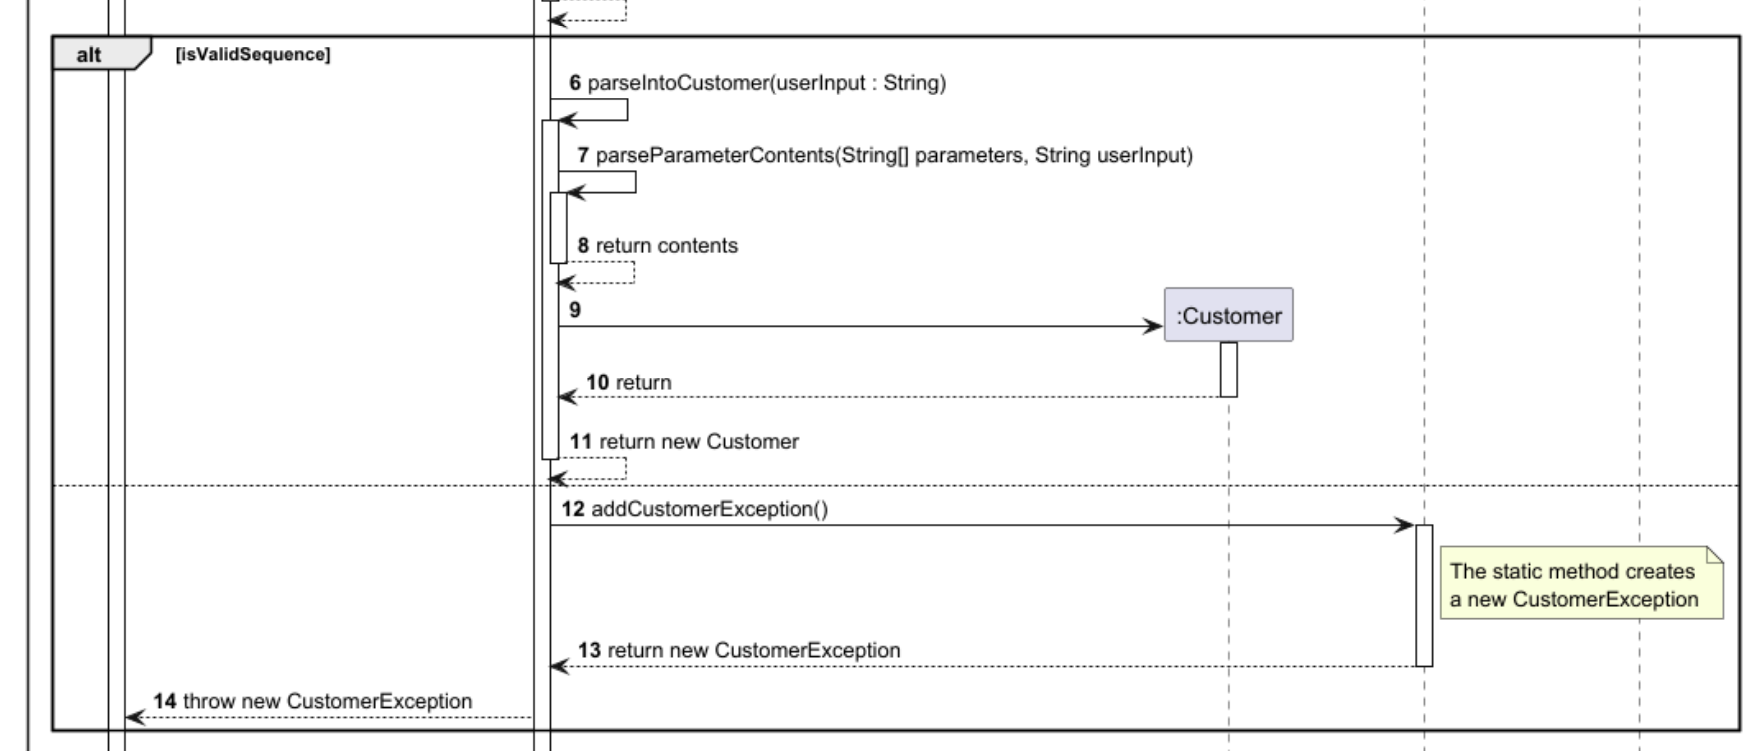 alt [isValidSequence]
6 parseIntoCustomer(userInput : String)
7 parseParameterContents(String[] parameters, String userInput)
8 return contents
9
:Customer
10 return
11 return new Customer
12 addCustomerException()
The static method creates
a new CustomerException
13 return new CustomerException
14 throw new CustomerException